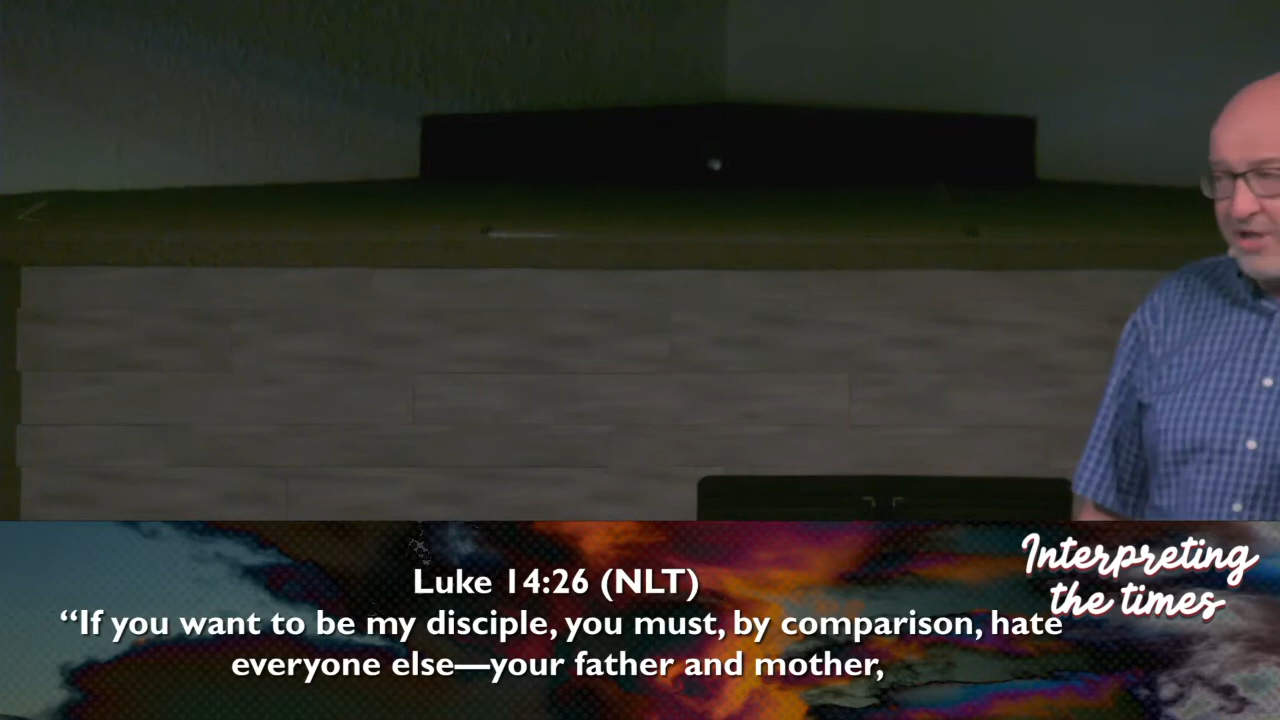 Interpreting
the times
Luke 14:26 (NLT)
“If you want to be my disciple, you must, by comparison, hate
everyone else—your father and mother,